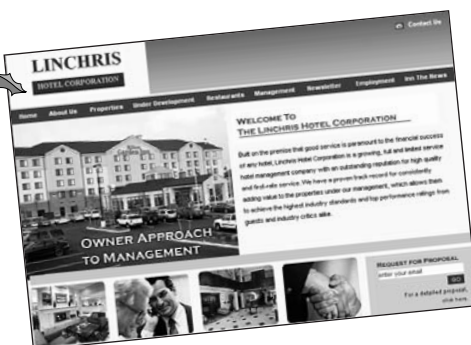 LINCHRIS
HOTEL CORPORATION
Contact Us
Home About Us Properties Under Development Restaurants Management Newsletter Employment Inn The News
WELCOME TO
THE LINCHRIS HOTEL CORPORATION
Built on the premise that good service is paramount to the financial success
of any hotel, Linchris Hotel Corporation is a growing, full and limited service
hotel management company with an outstanding reputation for high quality
and first-rate service. We have a proven track record for consistently
adding value to the properties under our management, which allows them
to achieve the highest industry standards and top performance ratings from
guests and industry critics alike.
OWNER APPROACH
TO MANAGEMENT
REQUEST FOR PROPOSAL
enter your email
GO
For a detailed proposal,
click here.